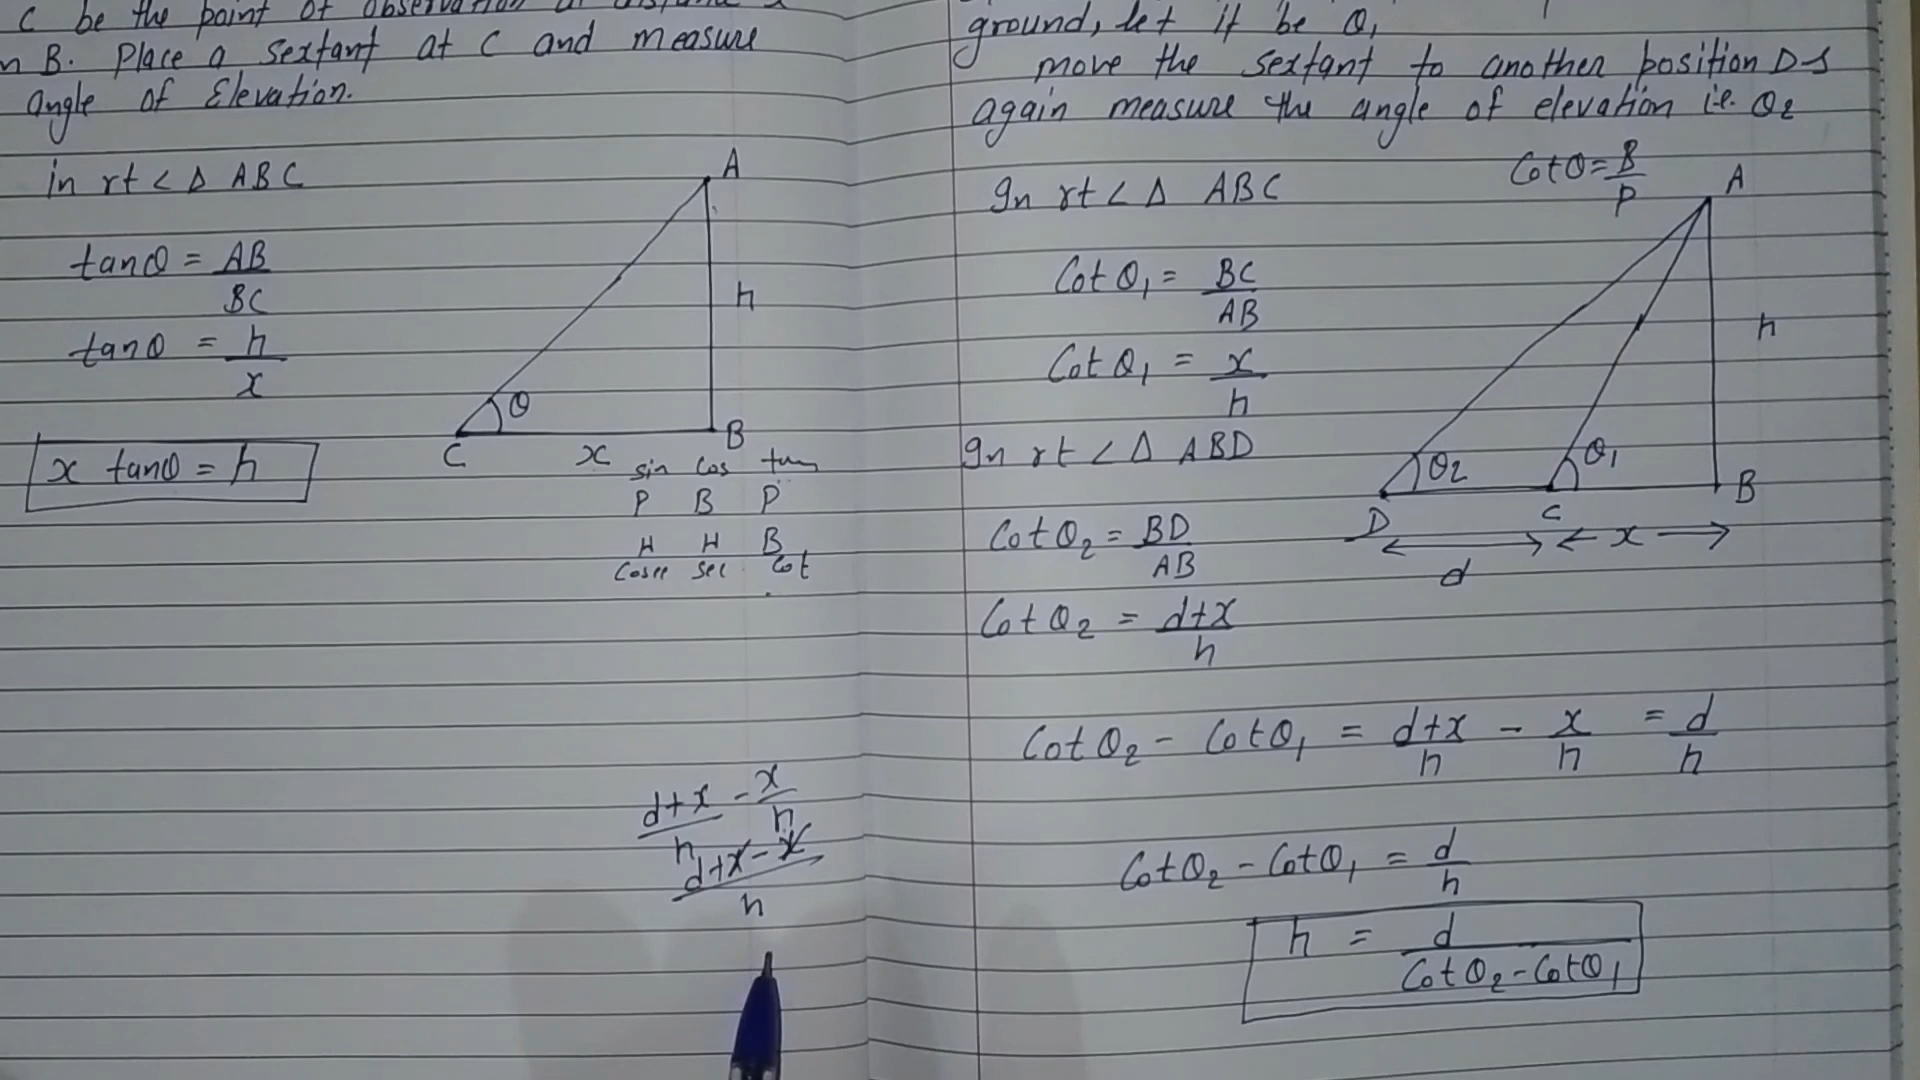 C be the point of observation at distance x
B. Place a sextant at C and measure
angle of Elevation.
in rt < Δ ABC
tanθ = AB
BC
tanθ = h
x
x tanθ = h
A
h
θ
C x B
sin cos tan
P B P
H H B
Cosec sec Cot
d+x - x
h h
d+x-x
h
ground, let it be θ1
move the sextant to another position D &
again measure the angle of elevation i.e. θ2
Cotθ = B
P
In rt < Δ ABC
Cot θ1 = BC
AB
Cot θ1 = x
h
In rt < Δ ABD
Cot θ2 = BD
AB
Cot θ2 = d+x
h
A
h
θ2 θ1
D C B
x
d
Cot θ2 - Cot θ1 = d+x - x = d
h h h
Cot θ2 - Cot θ1 = d
h
h = d
Cot θ2 - Cot θ1